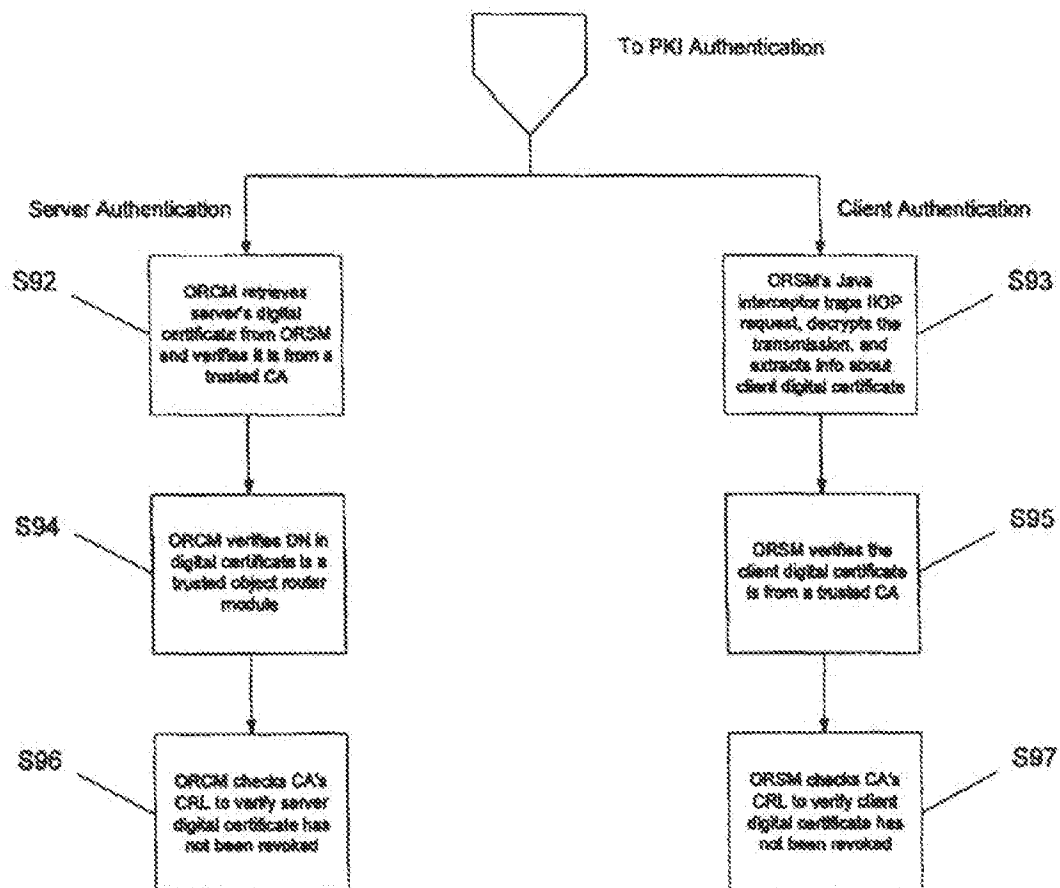 To PKI Authentication
Server Authentication
Client Authentication
S92
ORCM retrieves
server's digital
certificate from ORSM
and verifies it is from a
trusted CA
S93
ORSM's Java
interceptor traps IIOP
request, decrypts the
transmission, and
extracts info about
client digital certificate
S94
ORCM verifies DN in
digital certificate is a
trusted object router
module
S95
ORSM verifies the
client digital certificate
is from a trusted CA
S96
ORCM checks CA's
CRL to verify server
digital certificate has
not been revoked
S97
ORSM checks CA's
CRL to verify client
digital certificate has
not been revoked